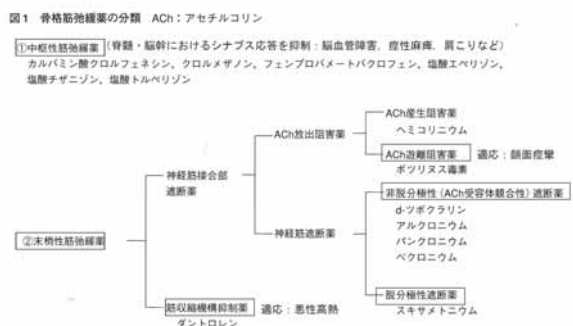 図1 骨格筋弛緩薬の分類 ACh：アセチルコリン
①中枢性筋弛緩薬（脊髄・脳幹におけるシナプス応答を抑制：脳血管障害，痙性麻痺，肩こりなど）
カルバミン酸クロルフェネシン，クロルメザノン，フェンプロバメートバクロフェン，塩酸エペリゾン，
塩酸チザニジン，塩酸トルペリゾン
ACh産生阻害薬
ヘミコリニウム
ACh放出阻害薬
ACh遊離阻害薬 適応：顔面痙攣
ボツリヌス毒素
神経筋接合部
遮断薬
非脱分極性（ACh受容体競合性）遮断薬
d-ツボクラリン
アルクロニウム
パンクロニウム
ベクロニウム
神経筋遮断薬
②末梢性筋弛緩薬
脱分極性遮断薬
スキサメトニウム
筋収縮機構抑制薬 適応：悪性高熱
ダントロレン